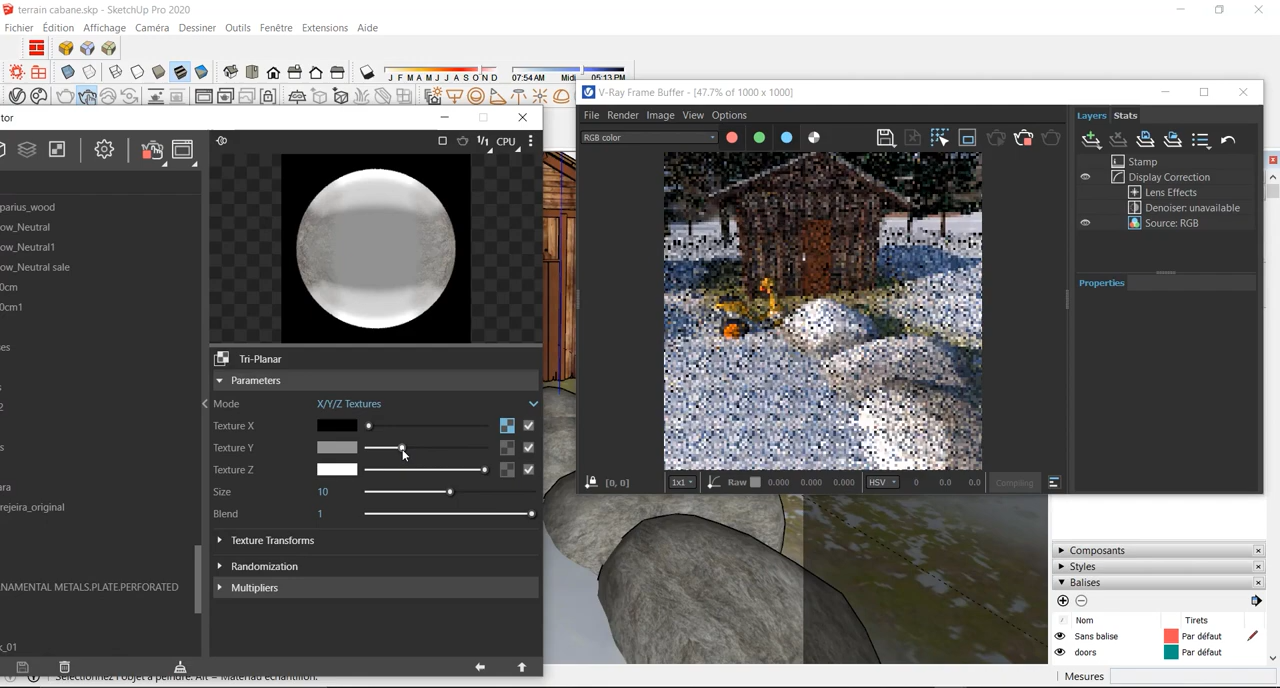 terrain cabane.skp - SketchUp Pro 2020
Fichier Édition Affichage Caméra Dessiner Outils Fenêtre Extensions Aide
J F M A M J J A S O N D 07:54 AM Midi 05:13 PM
tor
1/1 CPU
parius_wood
ow_Neutral
ow_Neutral1
ow_Neutral sale
0cm
0cm1
es
2
s
ara
rejeira_original
NAMENTAL METALS.PLATE.PERFORATED
_01
Tri-Planar
Parameters
Mode X/Y/Z Textures
Texture X
Texture Y
Texture Z
Size 10
Blend 1
Texture Transforms
Randomization
Multipliers
V-Ray Frame Buffer - [47.7% of 1000 x 1000]
File Render Image View Options
RGB color
[0, 0] 1x1 Raw 0.000 0.000 0.000 HSV 0 0.0 0.0 Compiling
Layers Stats
Stamp
Display Correction
Lens Effects
Denoiser: unavailable
Source: RGB
Properties
Composants
Styles
Balises
Nom Tirets
Sans balise Par défaut
doors Par défaut
Sélectionnez l'objet à peindre. Alt = Matériau échantillon.
Mesures